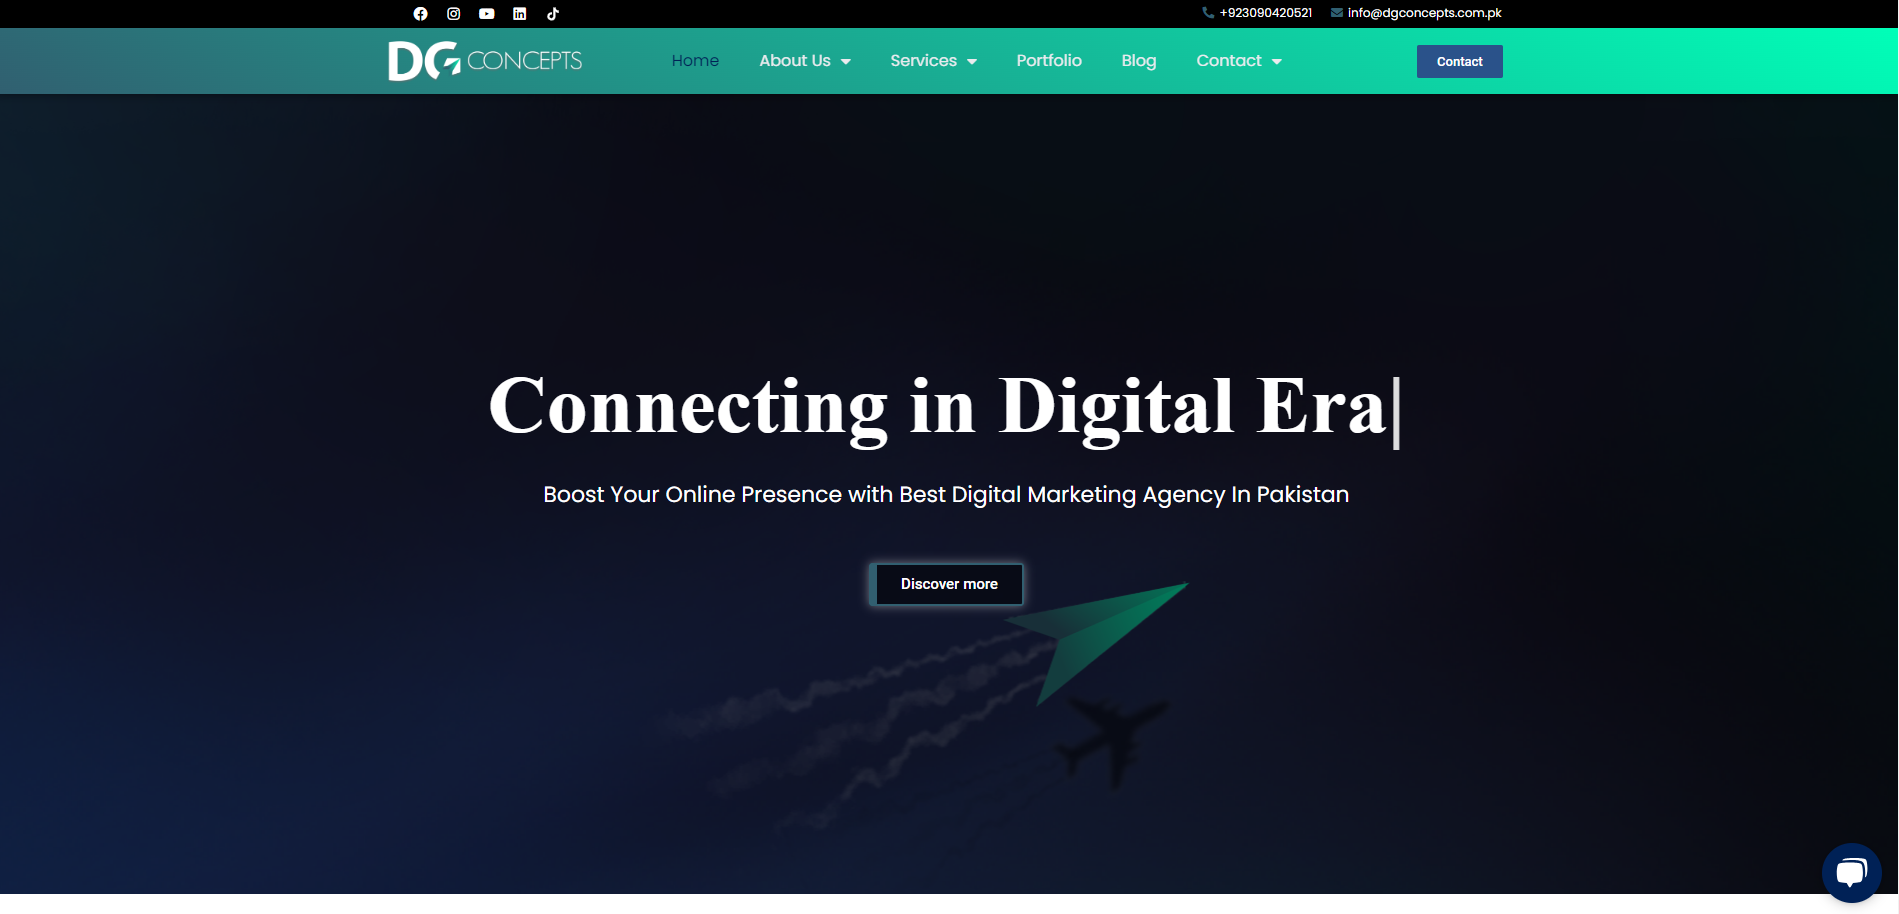 +923090420521 info@dgconcepts.com.pk
DG CONCEPTS Home About Us Services Portfolio Blog Contact Contact
Connecting in Digital Era|
Boost Your Online Presence with Best Digital Marketing Agency In Pakistan
Discover more